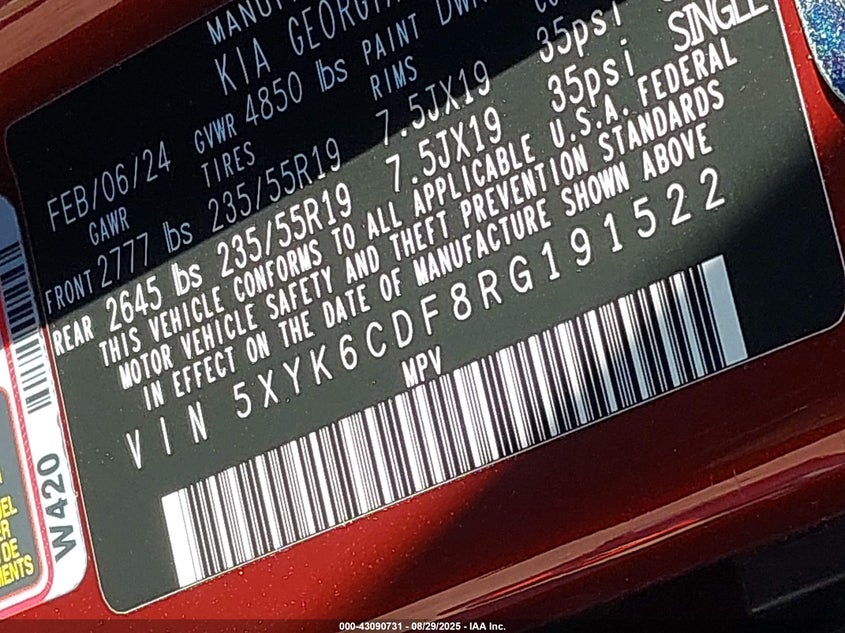 MANUF
KIA GEORGIA
FEB/06/24 GVWR 4850 lbs PAINT DWR
GAWR TIRES RIMS
FRONT 2777 lbs 235/55R19 7.5JX19 35psi
REAR 2645 lbs 235/55R19 7.5JX19 35psi SINGLE
THIS VEHICLE CONFORMS TO ALL APPLICABLE U.S.A. FEDERAL
MOTOR VEHICLE SAFETY AND THEFT PREVENTION STANDARDS
IN EFFECT ON THE DATE OF MANUFACTURE SHOWN ABOVE
VIN 5XYK6CDF8RG191522
MPV
W420
DE
000-43090731 - 08/29/2025 - IAA Inc.